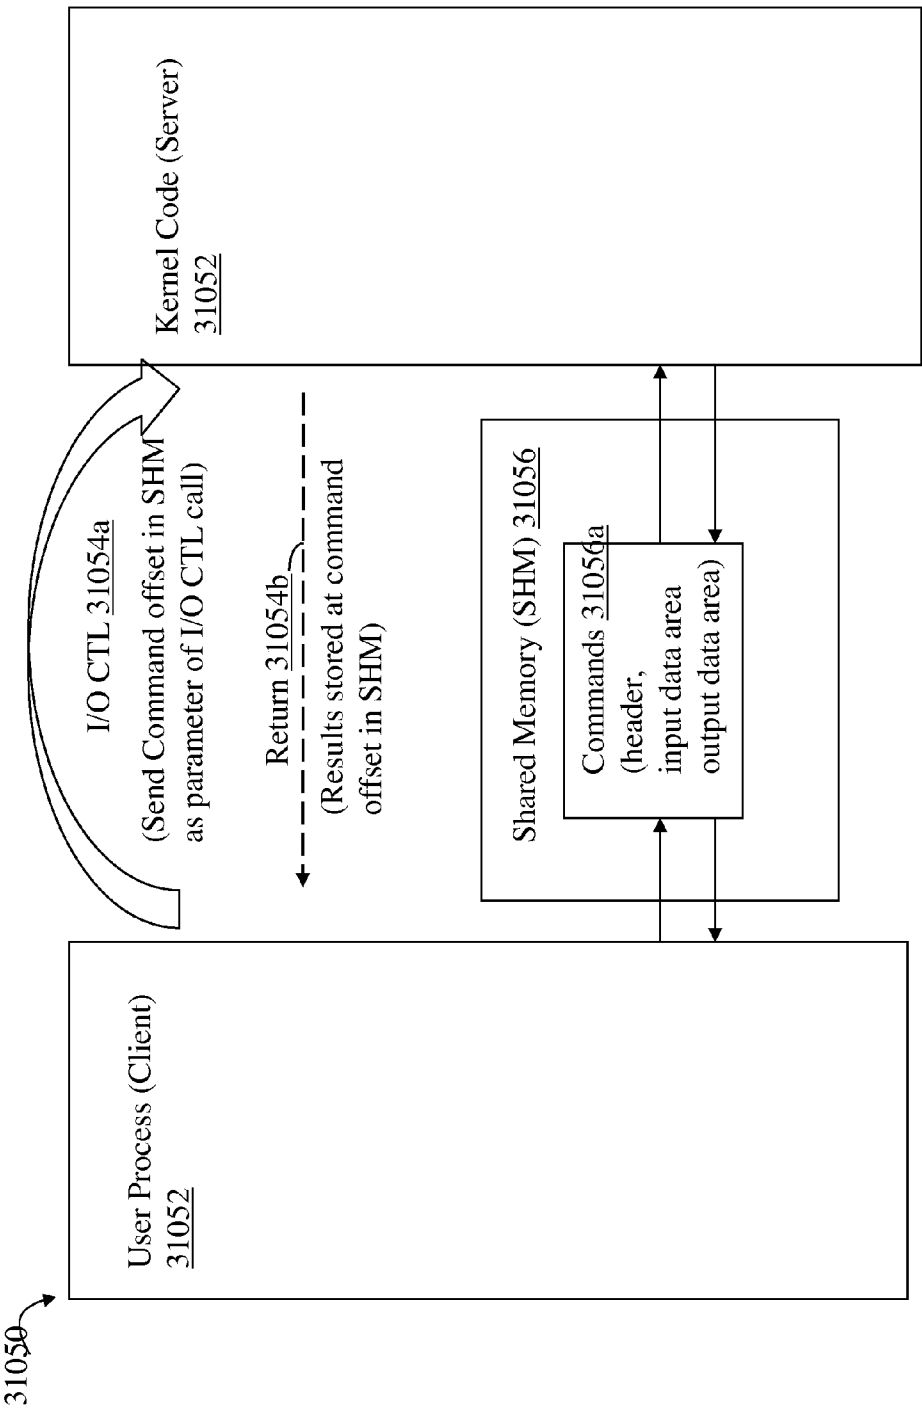 31050
User Process (Client)
31052
I/O CTL 31054a
(Send Command offset in SHM
as parameter of I/O CTL call)
Return 31054b
(Results stored at command
offset in SHM)
Shared Memory (SHM) 31056
Commands 31056a
(header,
input data area
output data area)
Kernel Code (Server)
31052